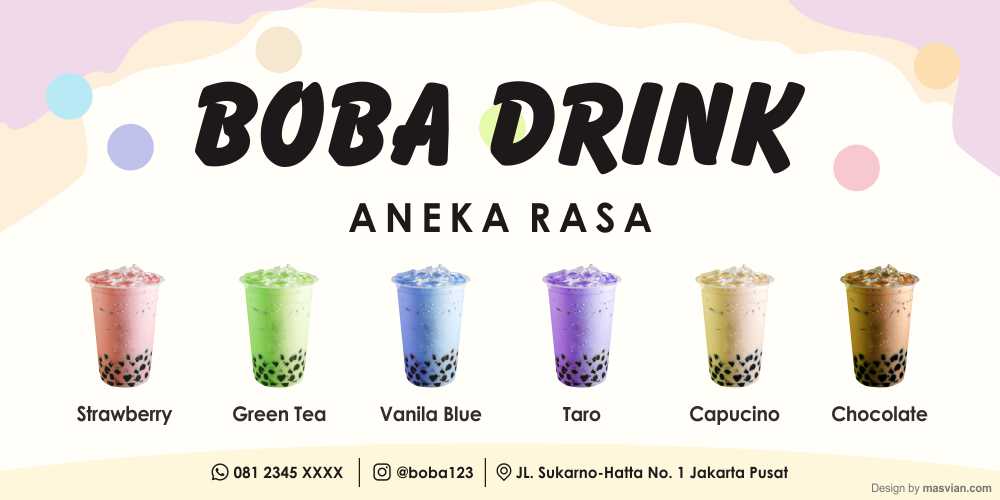 BOBA DRINK
ANEKA RASA
Strawberry
Green Tea
Vanila Blue
Taro
Capucino
Chocolate
081 2345 XXXX
@boba123
JL. Sukarno-Hatta No. 1 Jakarta Pusat
Design by masvian.com